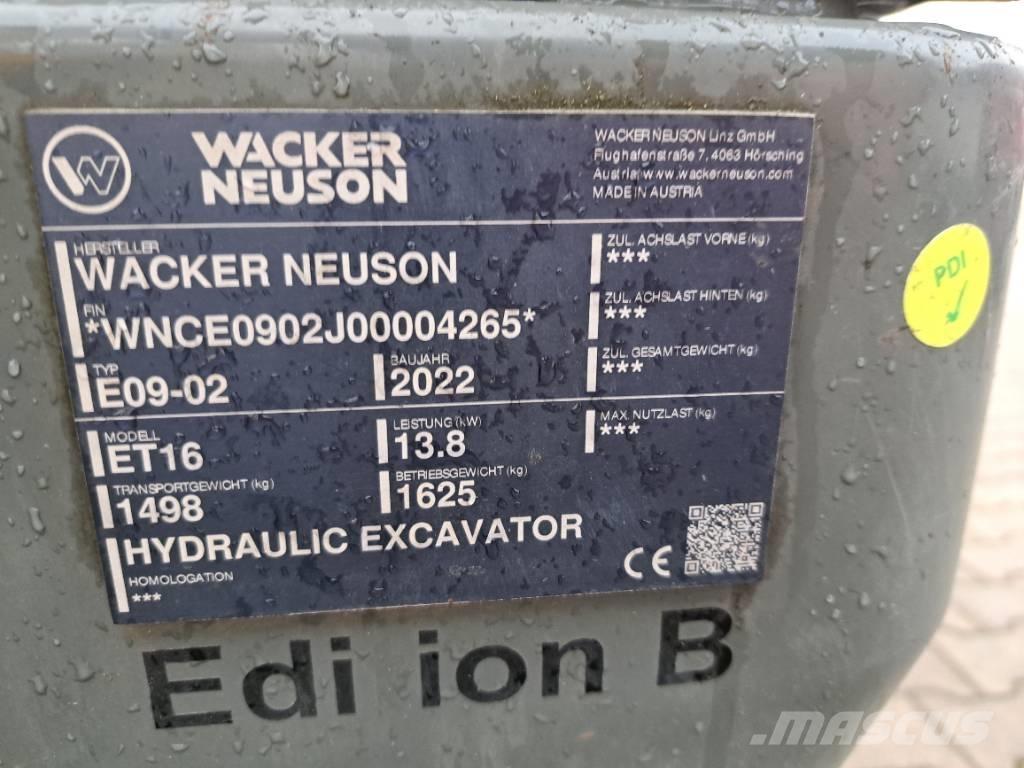 WACKER
NEUSON
WACKER NEUSON Linz GmbH
Flughafenstraße 7, 4063 Hörsching
Austria, www.wackerneuson.com
MADE IN AUSTRIA
HERSTELLER
WACKER NEUSON
FIN
*WNCE0902J00004265*
TYP
E09-02
BAUJAHR
2022
ZUL. ACHSLAST VORNE (kg)
***
ZUL. ACHSLAST HINTEN (kg)
***
ZUL. GESAMTGEWICHT (kg)
***
MODELL
ET16
LEISTUNG (kW)
13.8
MAX. NUTZLAST (kg)
***
TRANSPORTGEWICHT (kg)
1498
BETRIEBSGEWICHT (kg)
1625
HYDRAULIC EXCAVATOR
HOMOLOGATION
***
CE
PDI
Edi ion B
MASCUS